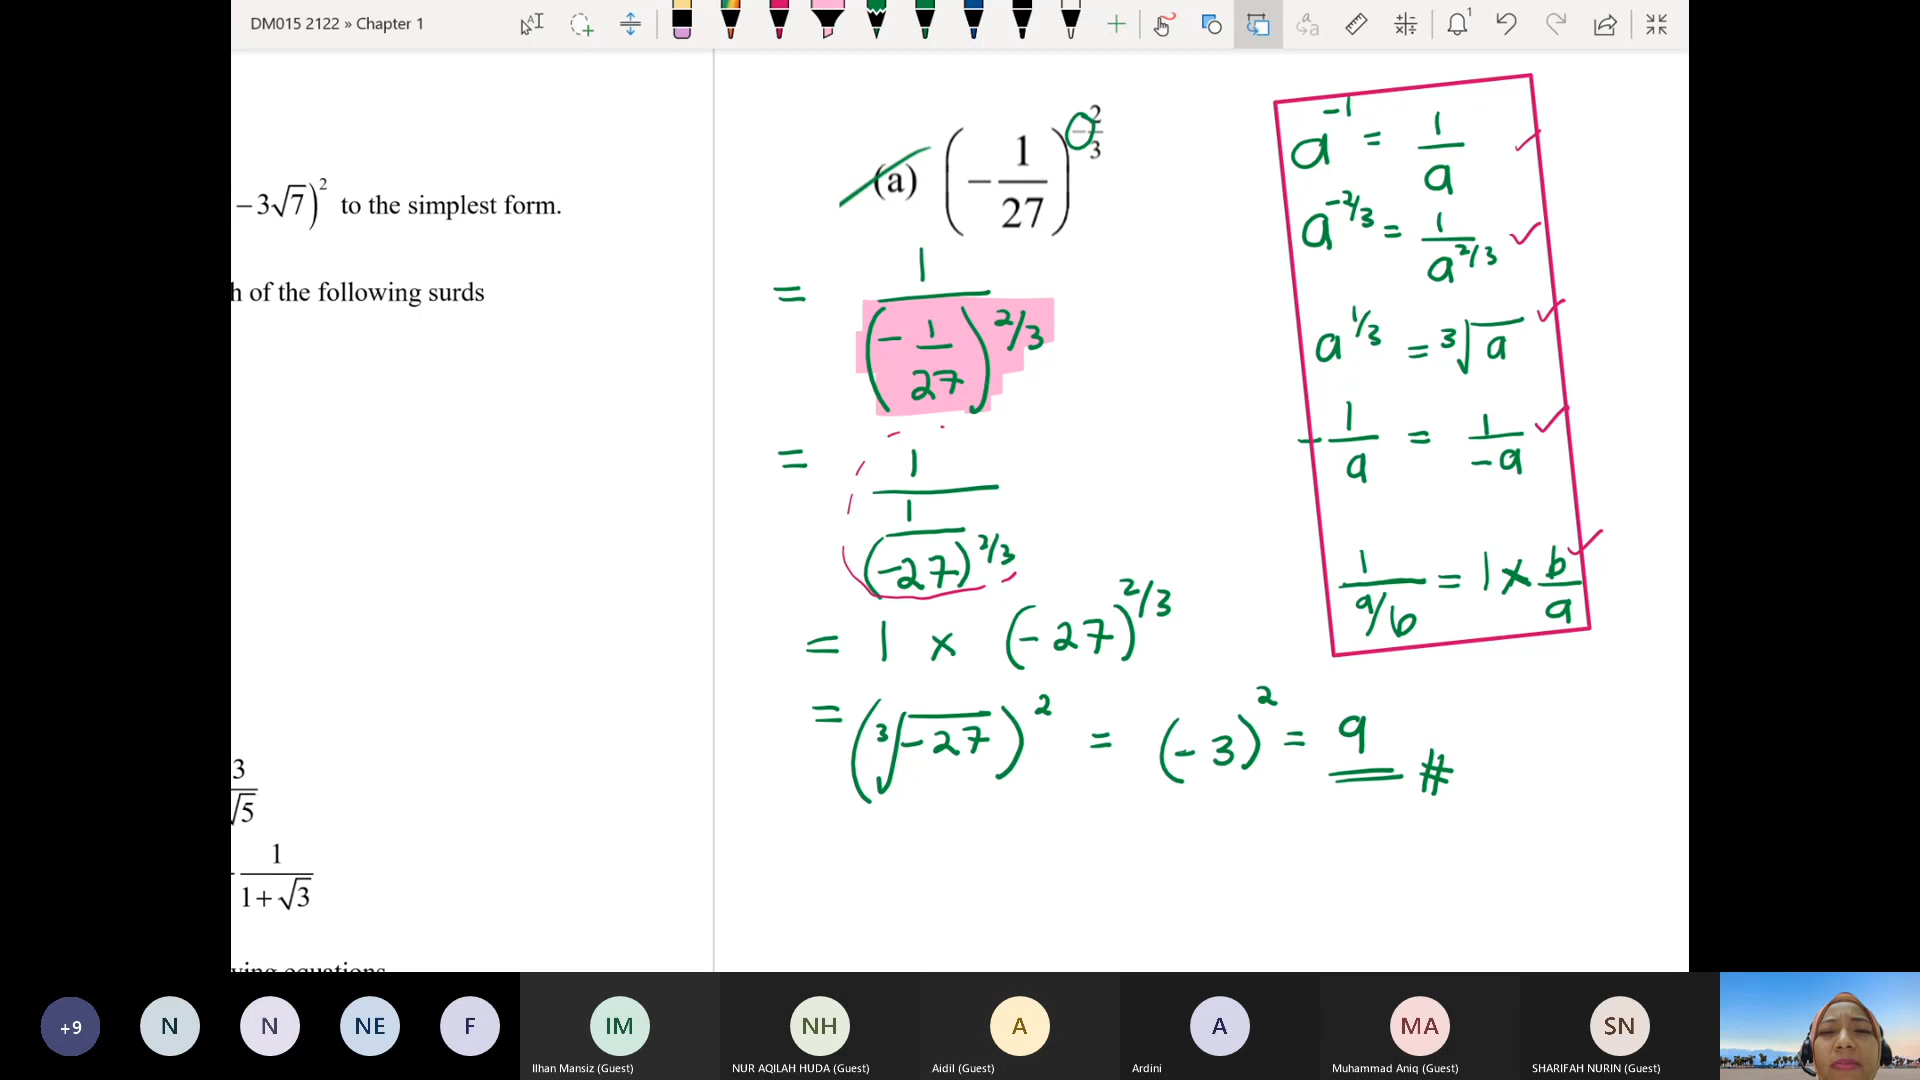 DM015 2122 » Chapter 1
−3√7)² to the simplest form.
h of the following surds
3
√5
1
1+√3
ving equations
(a) (−1/27)^(−2/3)
= 1/(−1/27)^(2/3)
= 1/(1/(−27)^(2/3))
= 1 × (−27)^(2/3)
= (³√−27)² = (−3)² = 9 #
a^(−1) = 1/a ✓
a^(−2/3) = 1/a^(2/3) ✓
a^(1/3) = ³√a ✓
−1/a = 1/−a ✓
1/(a/b) = 1 × b/a ✓
+9
N
N
NE
F
IM
Ilhan Mansiz (Guest)
NH
NUR AQILAH HUDA (Guest)
A
Aidil (Guest)
A
Ardini
MA
Muhammad Aniq (Guest)
SN
SHARIFAH NURIN (Guest)